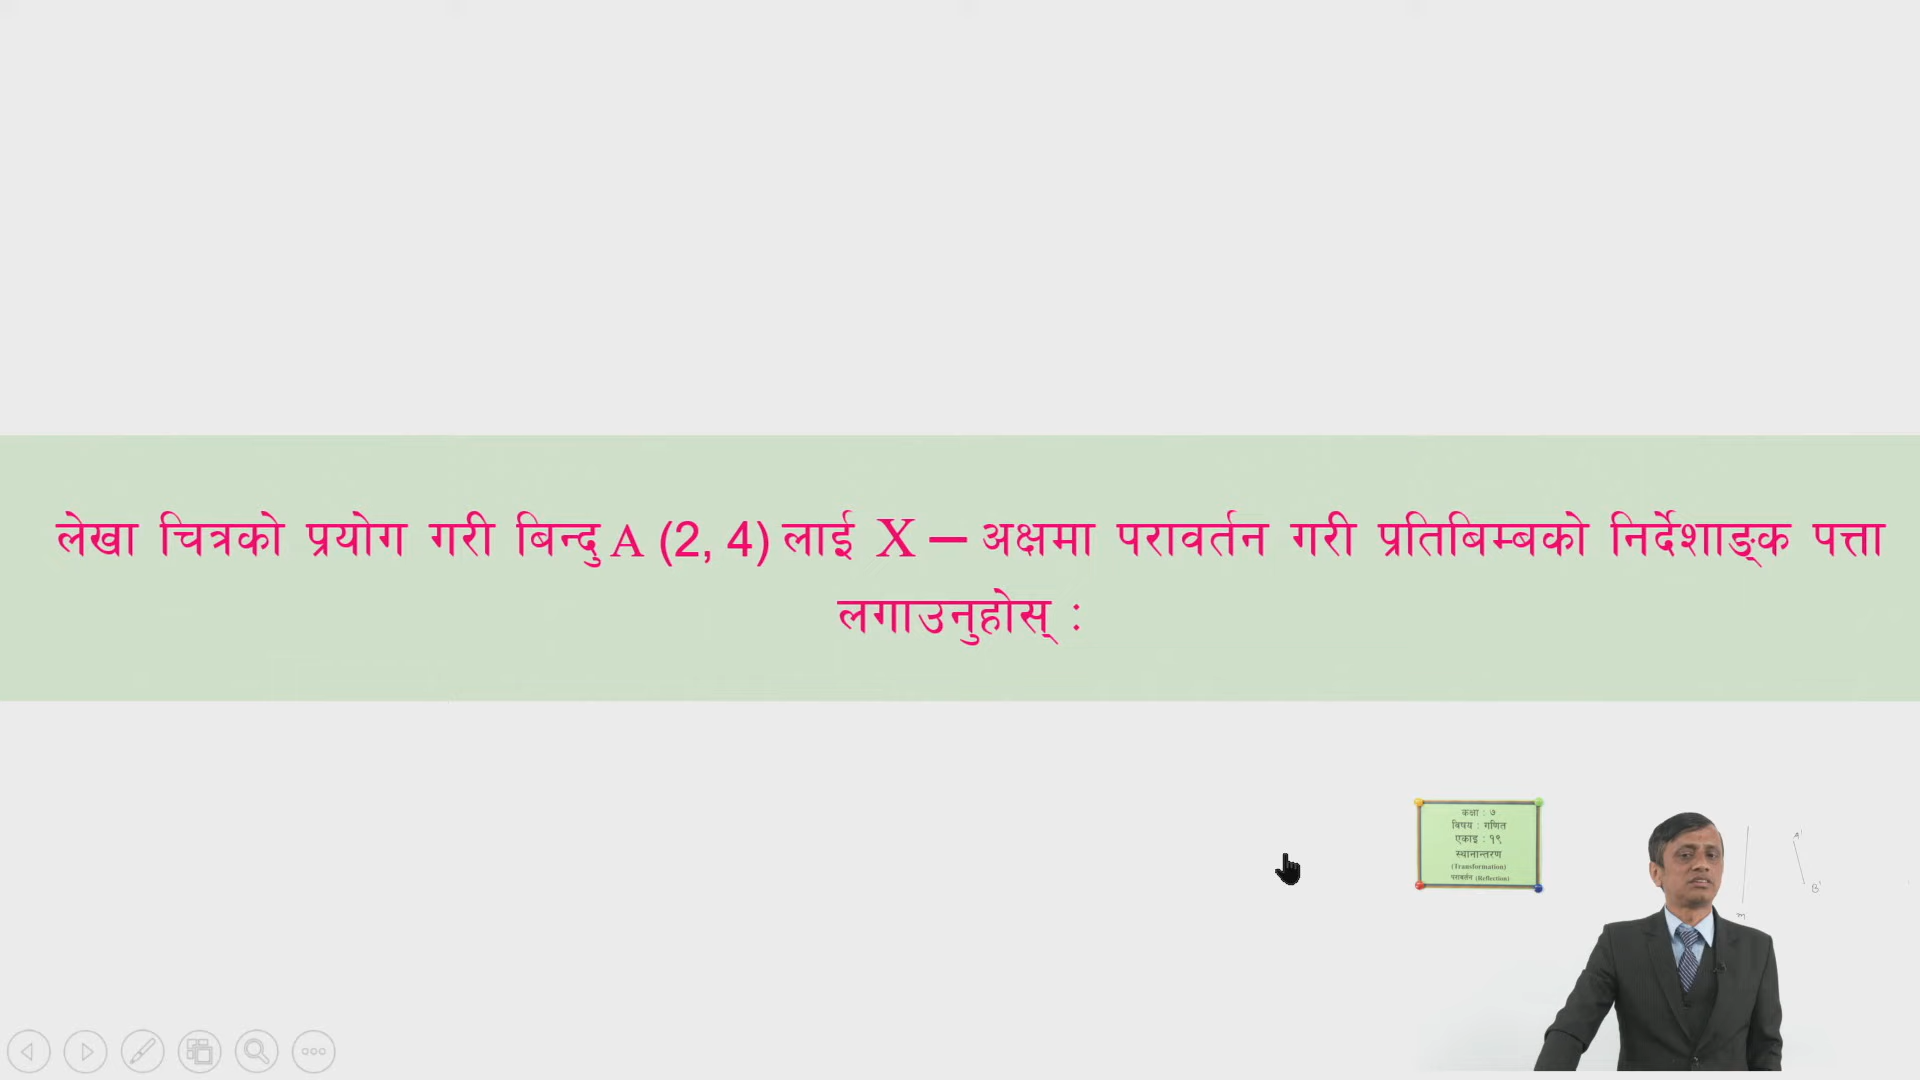 लेखा चित्रको प्रयोग गरी बिन्दु A (2, 4) लाई X – अक्षमा परावर्तन गरी प्रतिबिम्बको निर्देशाङ्क पत्ता
लगाउनुहोस् :
कक्षा : ७
विषय : गणित
एकाइ : १९
स्थानान्तरण
(Transformation)
परावर्तन (Reflection)
A'
B'
m